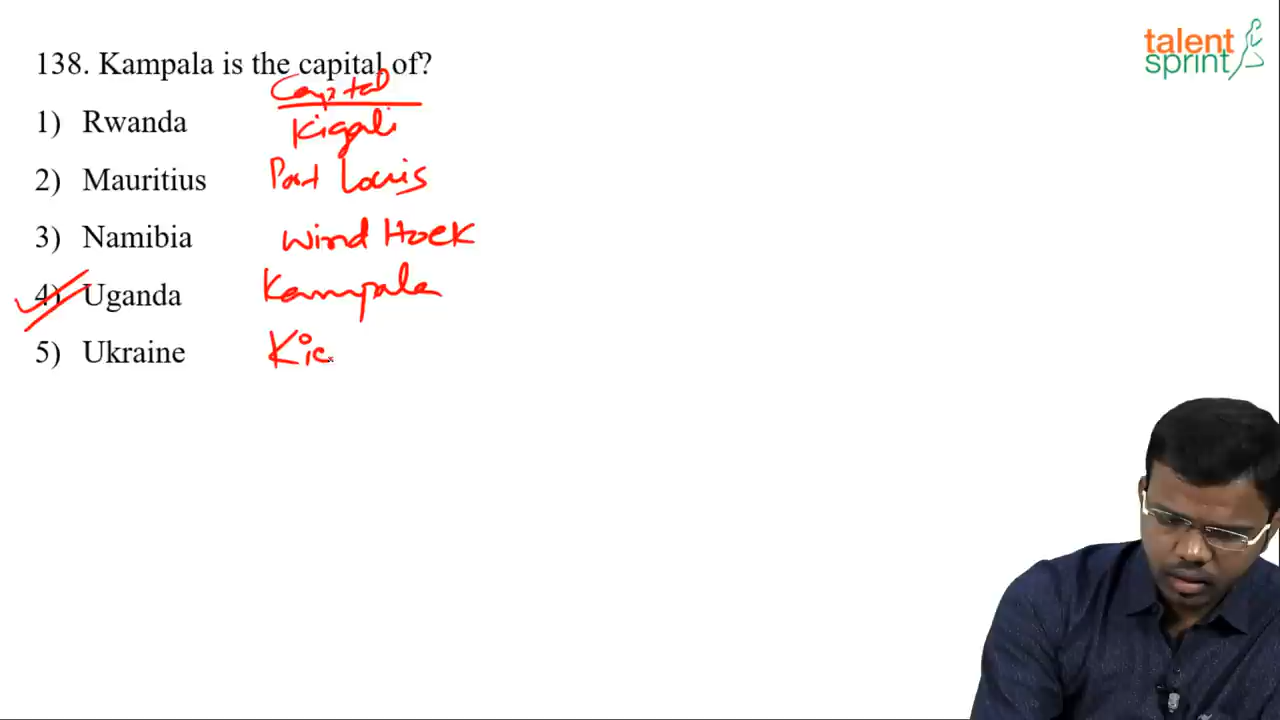 talent
sprint
138. Kampala is the capital of?
Capital
1) Rwanda Kigali
2) Mauritius Port Louis
3) Namibia Wind Hoek
4) Uganda Kampala
5) Ukraine Kie